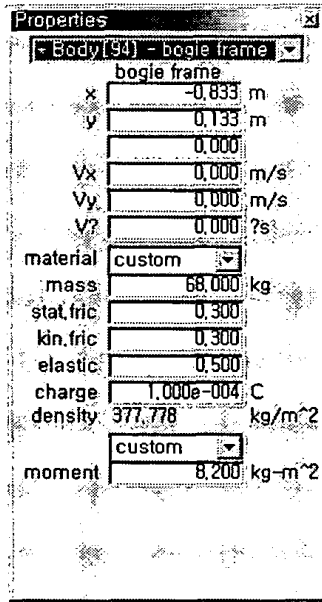 Properties
Body[94] - bogie frame
bogie frame
x -0,833 m
y 0,133 m
0,000
Vx 0,000 m/s
Vy 0,000 m/s
V? 0,000 ?s
material custom
mass 68,000 kg
stat.fric 0,300
kin.fric 0,300
elastic 0,500
charge 1,000e-004 C
density 377,778 kg/m^2
custom
moment 8,200 kg-m^2